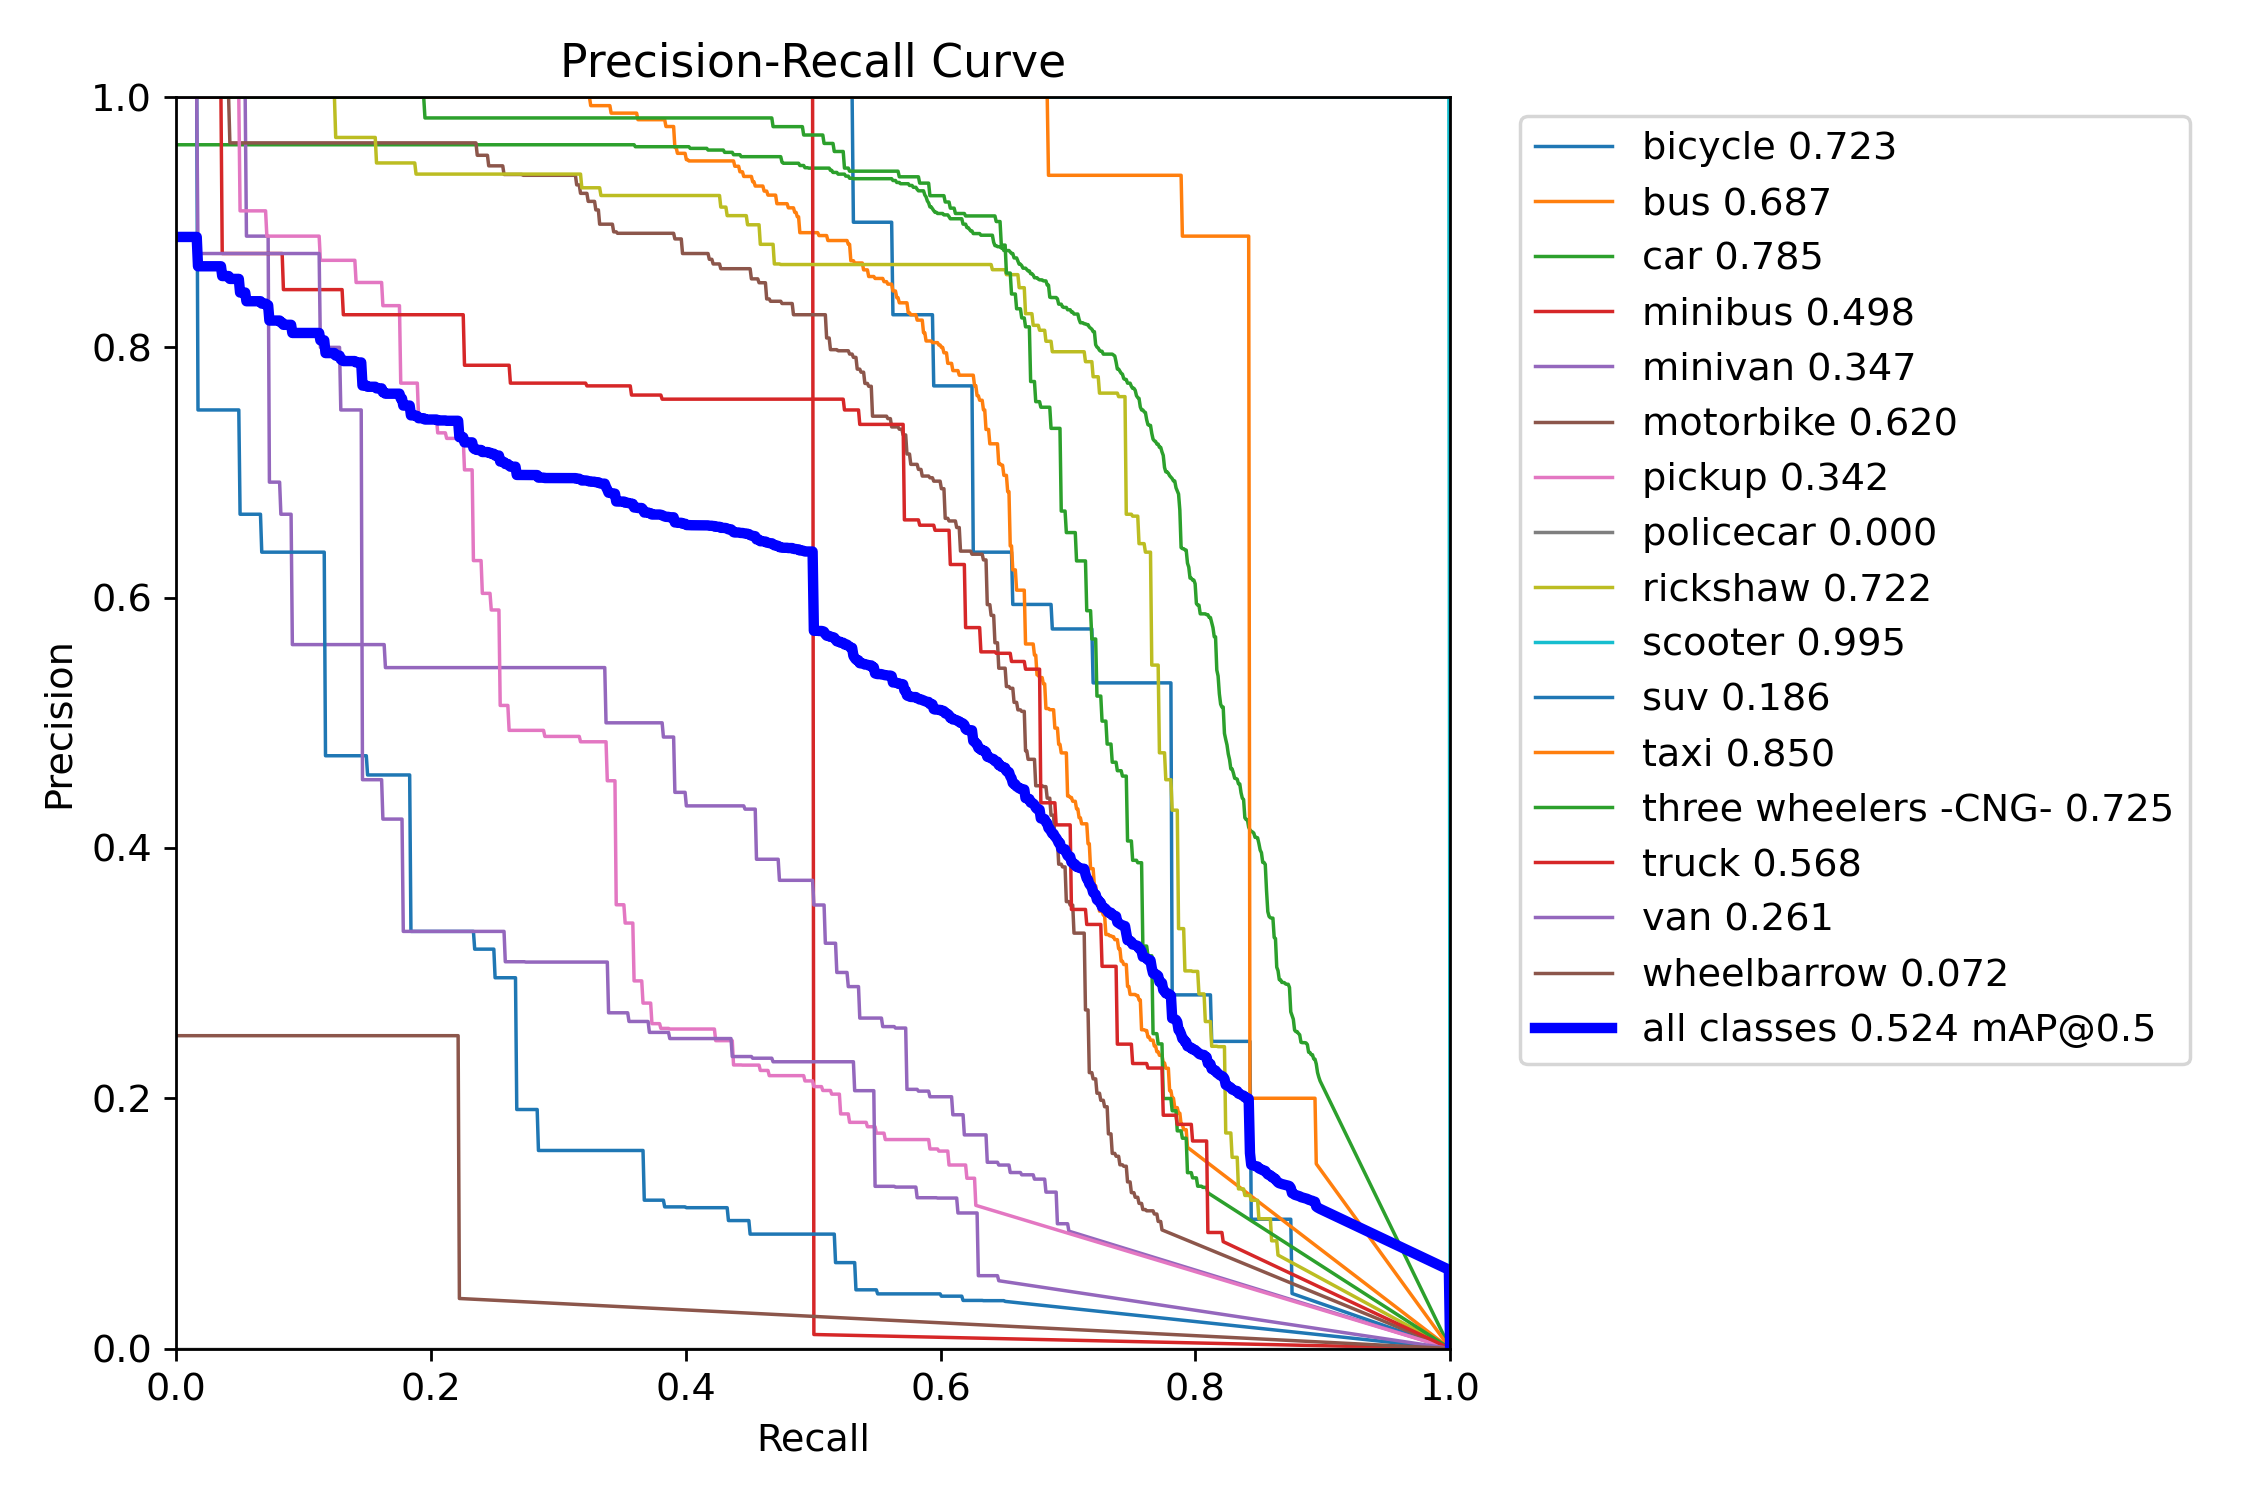 Precision-Recall Curve
1.0
0.8
0.6
0.4
0.2
0.0
Precision
0.0 0.2 0.4 0.6 0.8 1.0
Recall
bicycle 0.723
bus 0.687
car 0.785
minibus 0.498
minivan 0.347
motorbike 0.620
pickup 0.342
policecar 0.000
rickshaw 0.722
scooter 0.995
suv 0.186
taxi 0.850
three wheelers -CNG- 0.725
truck 0.568
van 0.261
wheelbarrow 0.072
all classes 0.524 mAP@0.5